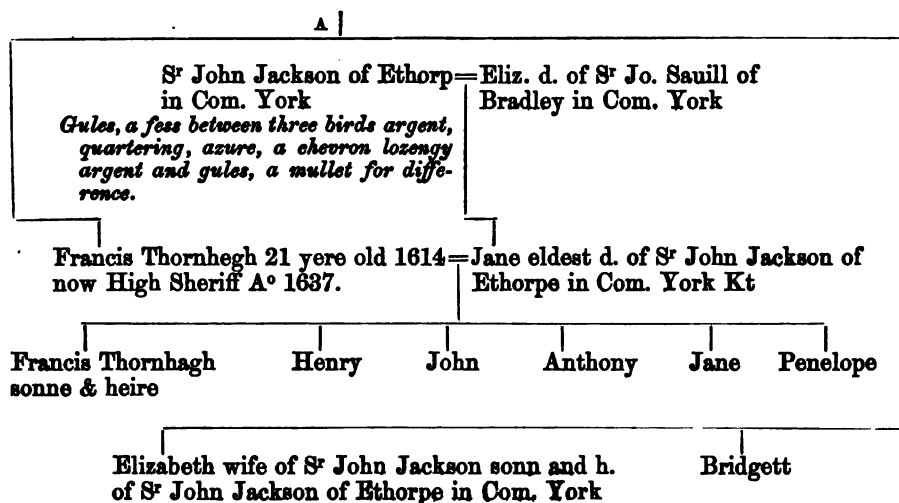 A
Sr John Jackson of Ethorp=Eliz. d. of Sr Jo. Sauill of
in Com. York Bradley in Com. York
Gules, a fess between three birds argent,
quartering, azure, a chevron lozengy
argent and gules, a mullet for diffe-
rence.
Francis Thornhegh 21 yere old 1614=Jane eldest d. of Sr John Jackson of
now High Sheriff Ao 1637. Ethorpe in Com. York Kt
Francis Thornhagh Henry John Anthony Jane Penelope
sonne & heire
Elizabeth wife of Sr John Jackson sonn and h. Bridgett
of Sr John Jackson of Ethorpe in Com. York